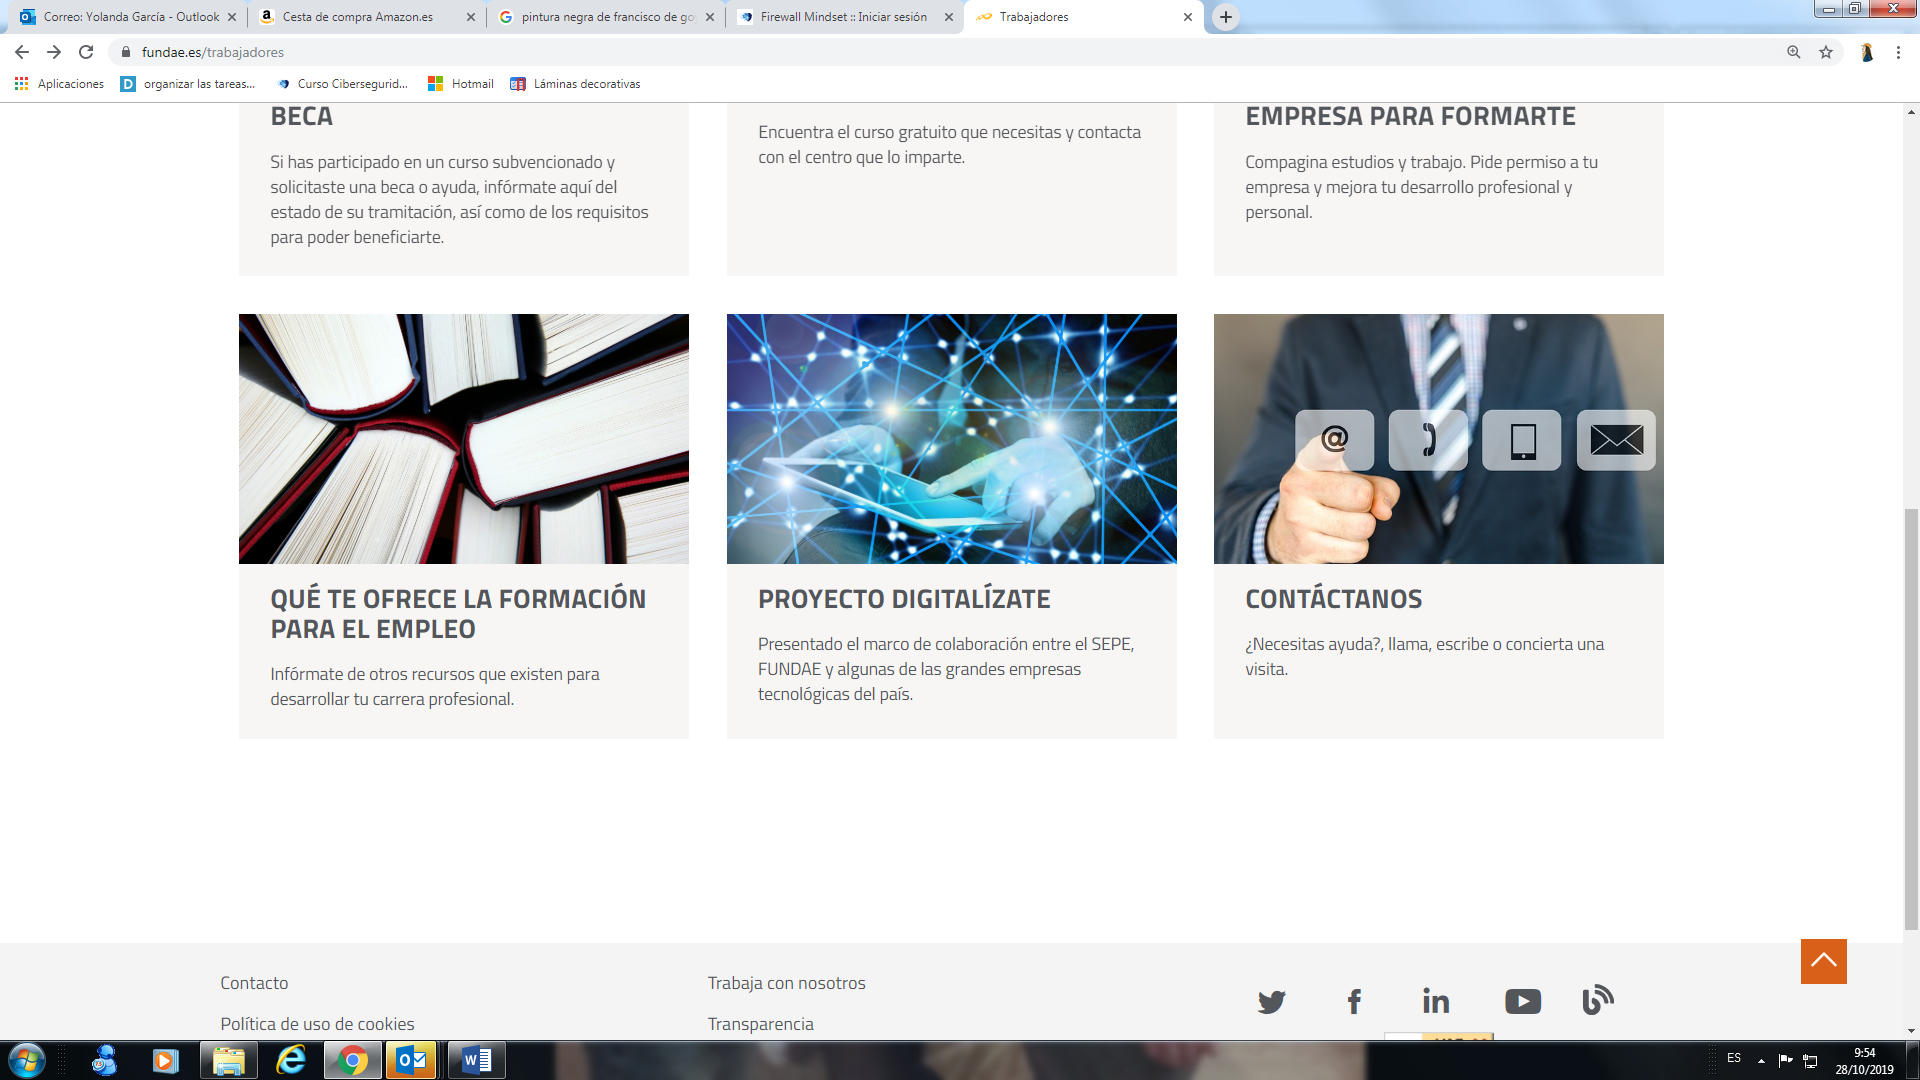 Correo: Yolanda García - Outlook
Cesta de compra Amazon.es
pintura negra de francisco de go
Firewall Mindset :: Iniciar sesión
Trabajadores
fundae.es/trabajadores
Aplicaciones
organizar las tareas...
Curso Cibersegurid...
Hotmail
Láminas decorativas
BECA
Si has participado en un curso subvencionado y
solicitaste una beca o ayuda, infórmate aquí del
estado de su tramitación, así como de los requisitos
para poder beneficiarte.
Encuentra el curso gratuito que necesitas y contacta
con el centro que lo imparte.
EMPRESA PARA FORMARTE
Compagina estudios y trabajo. Pide permiso a tu
empresa y mejora tu desarrollo profesional y
personal.
@
QUÉ TE OFRECE LA FORMACIÓN
PARA EL EMPLEO
Infórmate de otros recursos que existen para
desarrollar tu carrera profesional.
PROYECTO DIGITALÍZATE
Presentado el marco de colaboración entre el SEPE,
FUNDAE y algunas de las grandes empresas
tecnológicas del país.
CONTÁCTANOS
¿Necesitas ayuda?, llama, escribe o concierta una
visita.
Contacto
Política de uso de cookies
Trabaja con nosotros
Transparencia
ES
9:54
28/10/2019